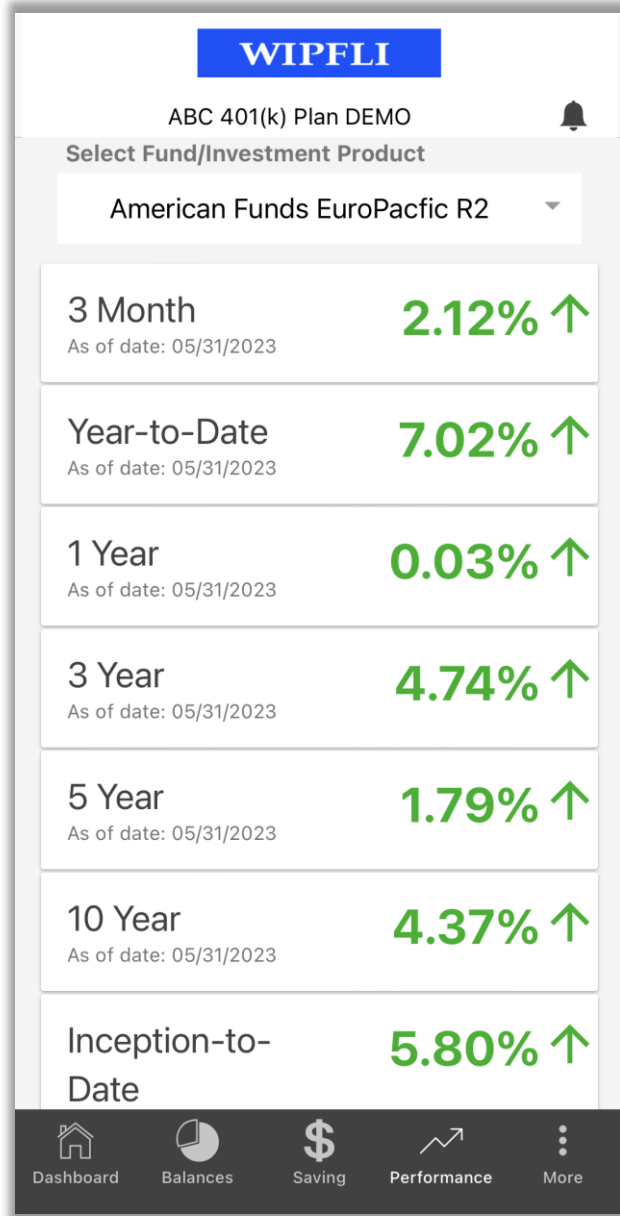 WIPFLI
ABC 401(k) Plan DEMO
Select Fund/Investment Product
American Funds EuroPacfic R2
3 Month
2.12%
As of date: 05/31/2023
Year-to-Date
7.02%
As of date: 05/31/2023
1 Year
0.03%
As of date: 05/31/2023
3 Year
4.74%
As of date: 05/31/2023
5 Year
1.79%
As of date: 05/31/2023
10 Year
4.37%
As of date: 05/31/2023
Inception-to-
Date
5.80%
Dashboard
Balances
Saving
Performance
More